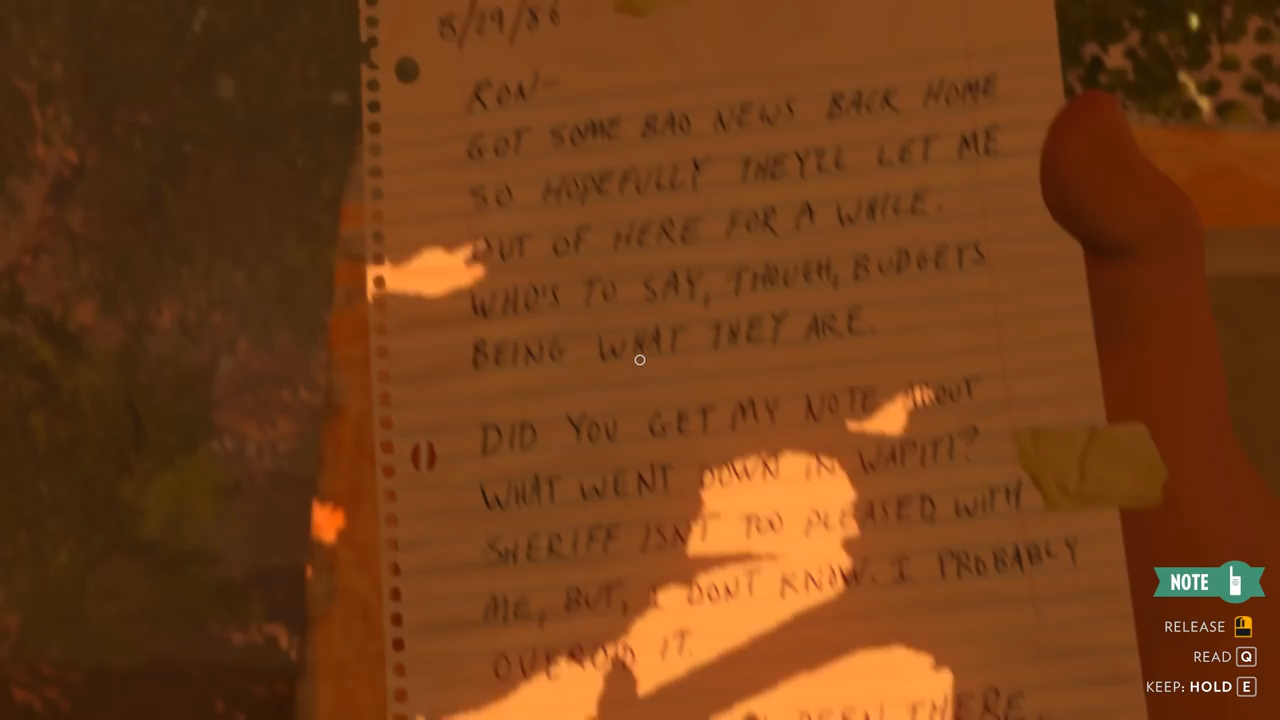 8/29/86
RON-
GOT SOME BAD NEWS BACK HOME
SO HOPEFULLY THEY'LL LET ME
OUT OF HERE FOR A WHILE.
WHO'S TO SAY, THOUGH, BUDGETS
BEING WHAT THEY ARE.
DID YOU GET MY NOTE ABOUT
WHAT WENT DOWN IN WAPITI?
SHERIFF ISN'T TOO PLEASED WITH
ME, BUT, I DON'T KNOW. I PROBABLY
OVERDID IT.
BEEN THERE.
NOTE
RELEASE
READ Q
KEEP: HOLD E